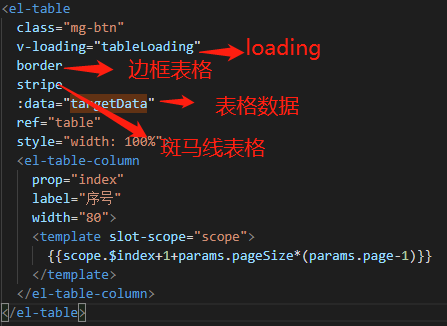 <el-table
class="mg-btn"
v-loading="tableLoading" loading
border 边框表格
stripe
:data="targetData" 表格数据
ref="table"
style="width: 100%" 斑马线表格
<el-table-column
prop="index"
label="序号"
width="80">
<template slot-scope="scope">
{{scope.$index+1+params.pageSize*(params.page-1)}}
</template>
</el-table-column>
</el-table>